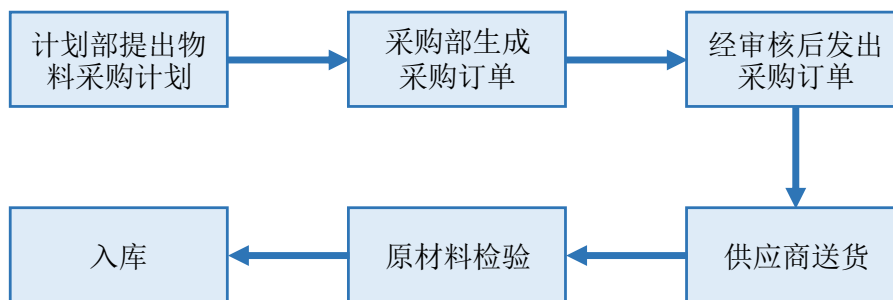 计划部提出物
料采购计划
采购部生成
采购订单
经审核后发出
采购订单
供应商送货
原材料检验
入库